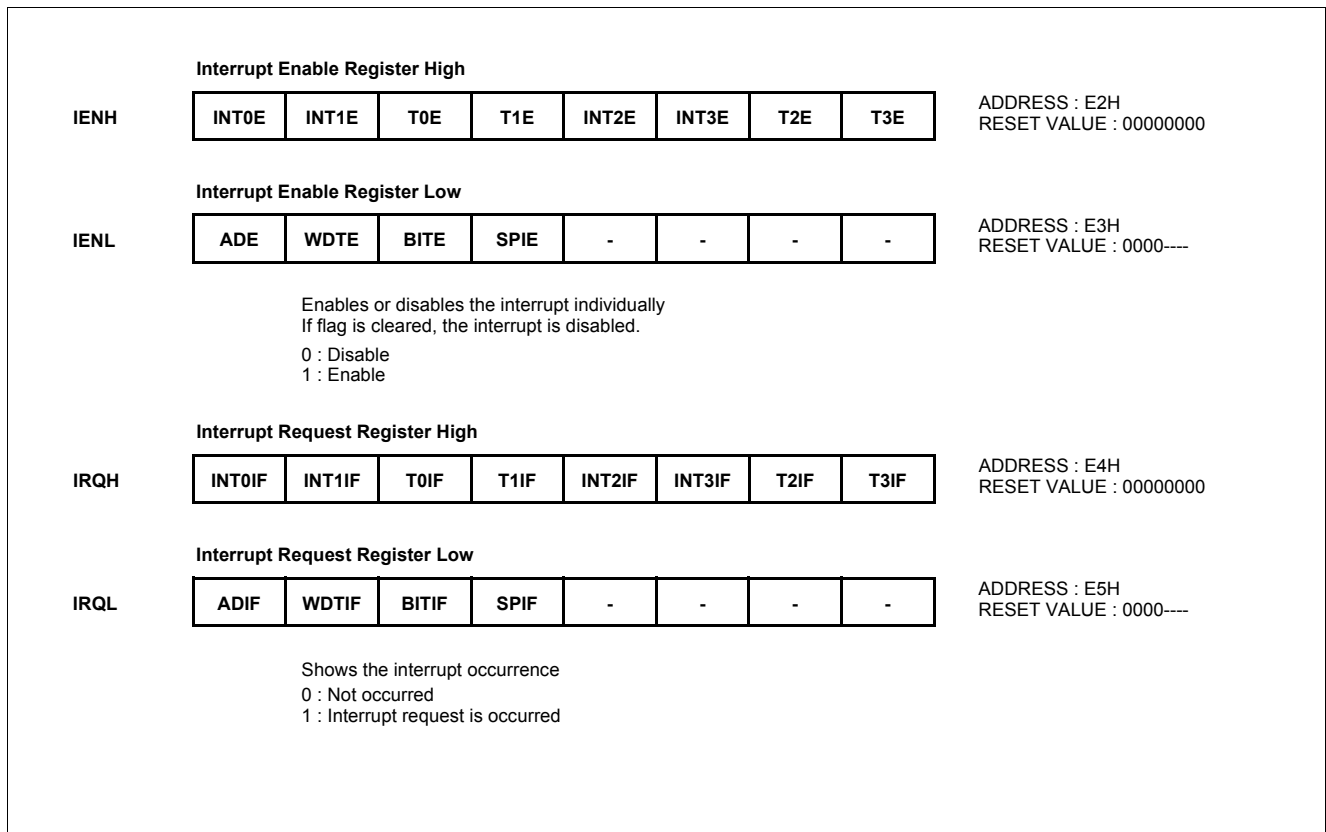 Interrupt Enable Register High
IENH INT0E INT1E T0E T1E INT2E INT3E T2E T3E ADDRESS : E2H
RESET VALUE : 00000000
Interrupt Enable Register Low
IENL ADE WDTE BITE SPIE - - - - ADDRESS : E3H
RESET VALUE : 0000----
Enables or disables the interrupt individually
If flag is cleared, the interrupt is disabled.
0 : Disable
1 : Enable
Interrupt Request Register High
IRQH INT0IF INT1IF T0IF T1IF INT2IF INT3IF T2IF T3IF ADDRESS : E4H
RESET VALUE : 00000000
Interrupt Request Register Low
IRQL ADIF WDTIF BITIF SPIF - - - - ADDRESS : E5H
RESET VALUE : 0000----
Shows the interrupt occurrence
0 : Not occurred
1 : Interrupt request is occurred